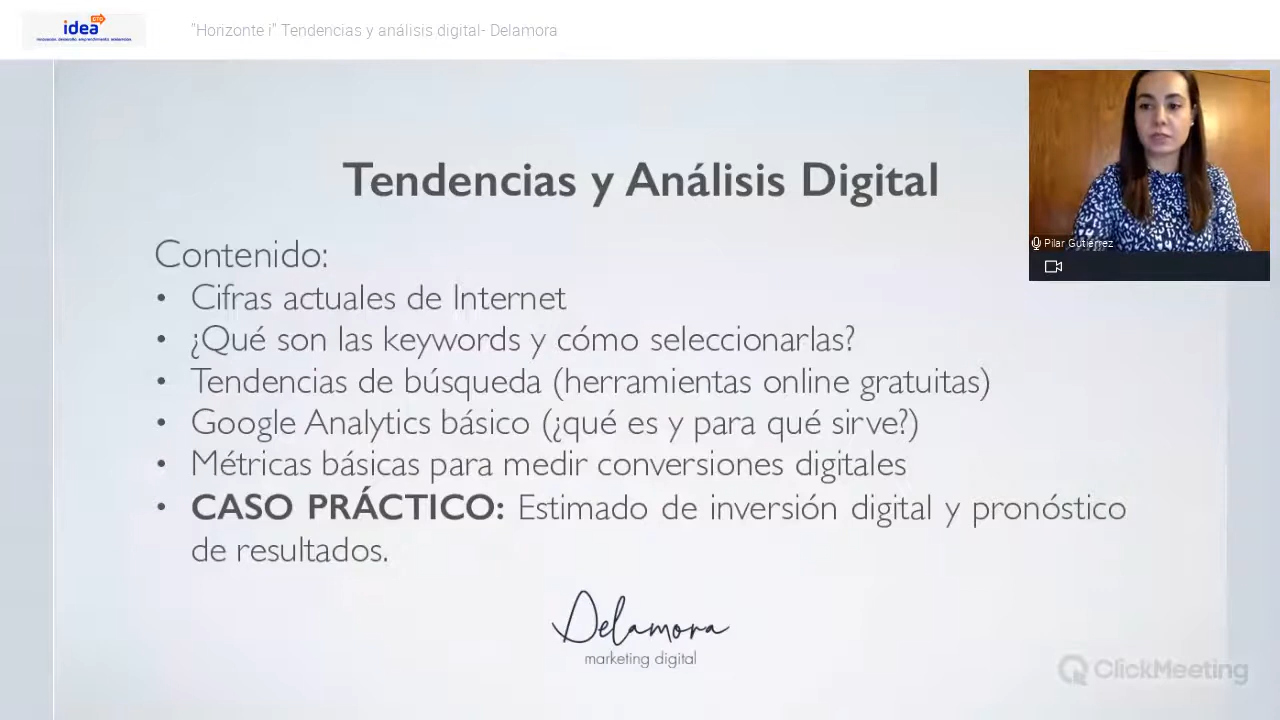 idea
GTO
"Horizonte i" Tendencias y análisis digital- Delamora
Tendencias y Análisis Digital
Pilar Gutiérrez
Contenido:
• Cifras actuales de Internet
• ¿Qué son las keywords y cómo seleccionarlas?
• Tendencias de búsqueda (herramientas online gratuitas)
• Google Analytics básico (¿qué es y para qué sirve?)
• Métricas básicas para medir conversiones digitales
• CASO PRÁCTICO: Estimado de inversión digital y pronóstico
de resultados.
Delamora
marketing digital
ClickMeeting